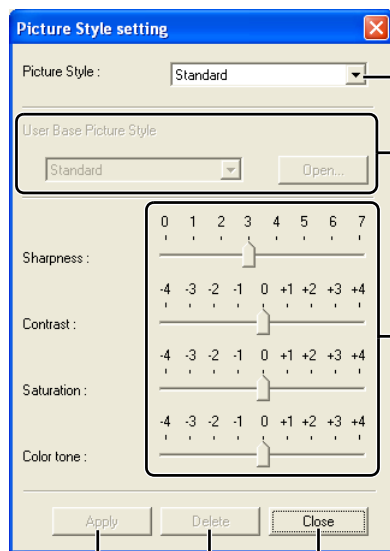 Picture Style setting
Picture Style : Standard
User Base Picture Style
Standard Open...
0 1 2 3 4 5 6 7
Sharpness :
-4 -3 -2 -1 0 +1 +2 +3 +4
Contrast :
-4 -3 -2 -1 0 +1 +2 +3 +4
Saturation :
-4 -3 -2 -1 0 +1 +2 +3 +4
Color tone :
Apply Delete Close